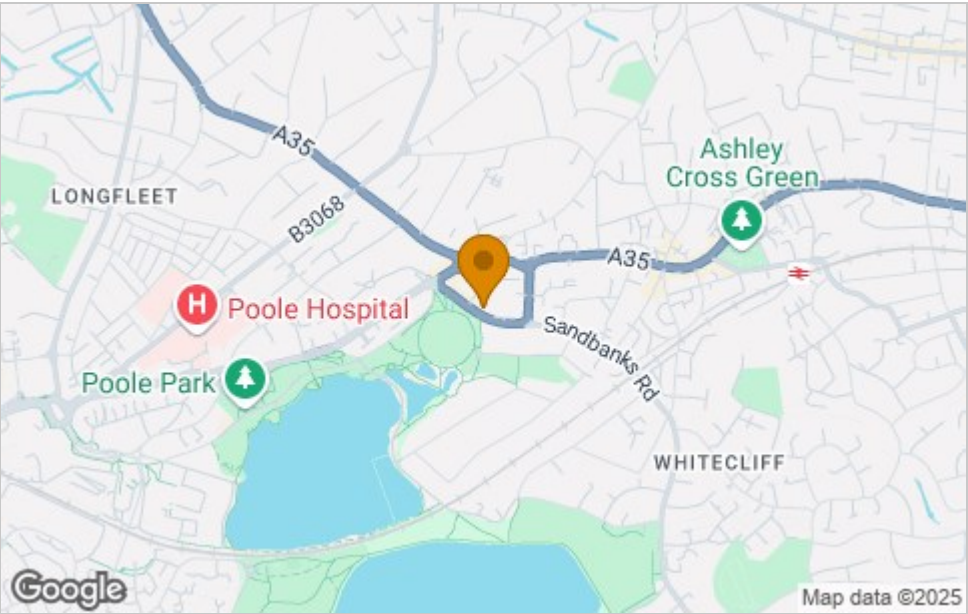 A35
Ashley
Cross Green
LONGFLEET
B3068
A35
H
Poole Hospital
Sandbanks Rd
Poole Park
WHITECLIFF
Google
Map data ©2025